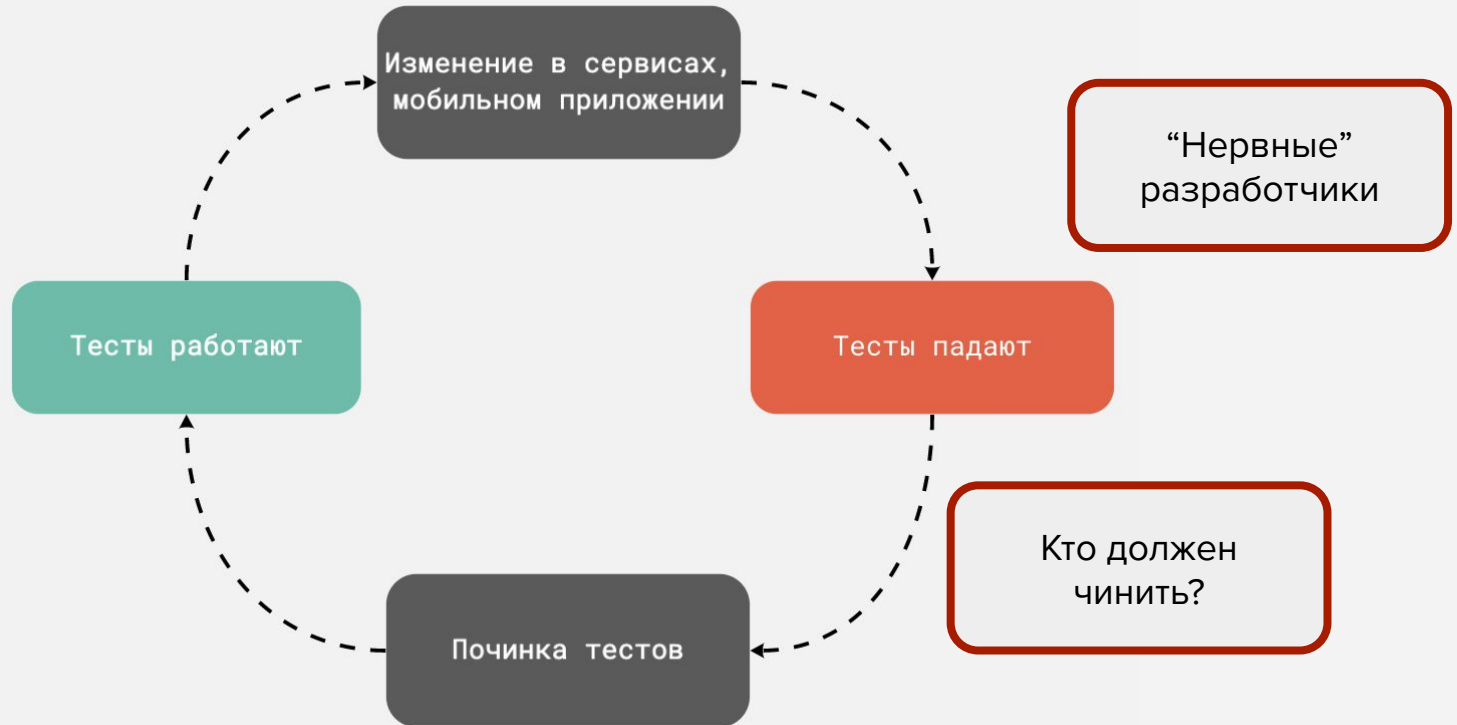 Изменение в сервисах,
мобильном приложении
“Нервные”
разработчики
Тесты работают
Тесты падают
Кто должен
чинить?
Починка тестов